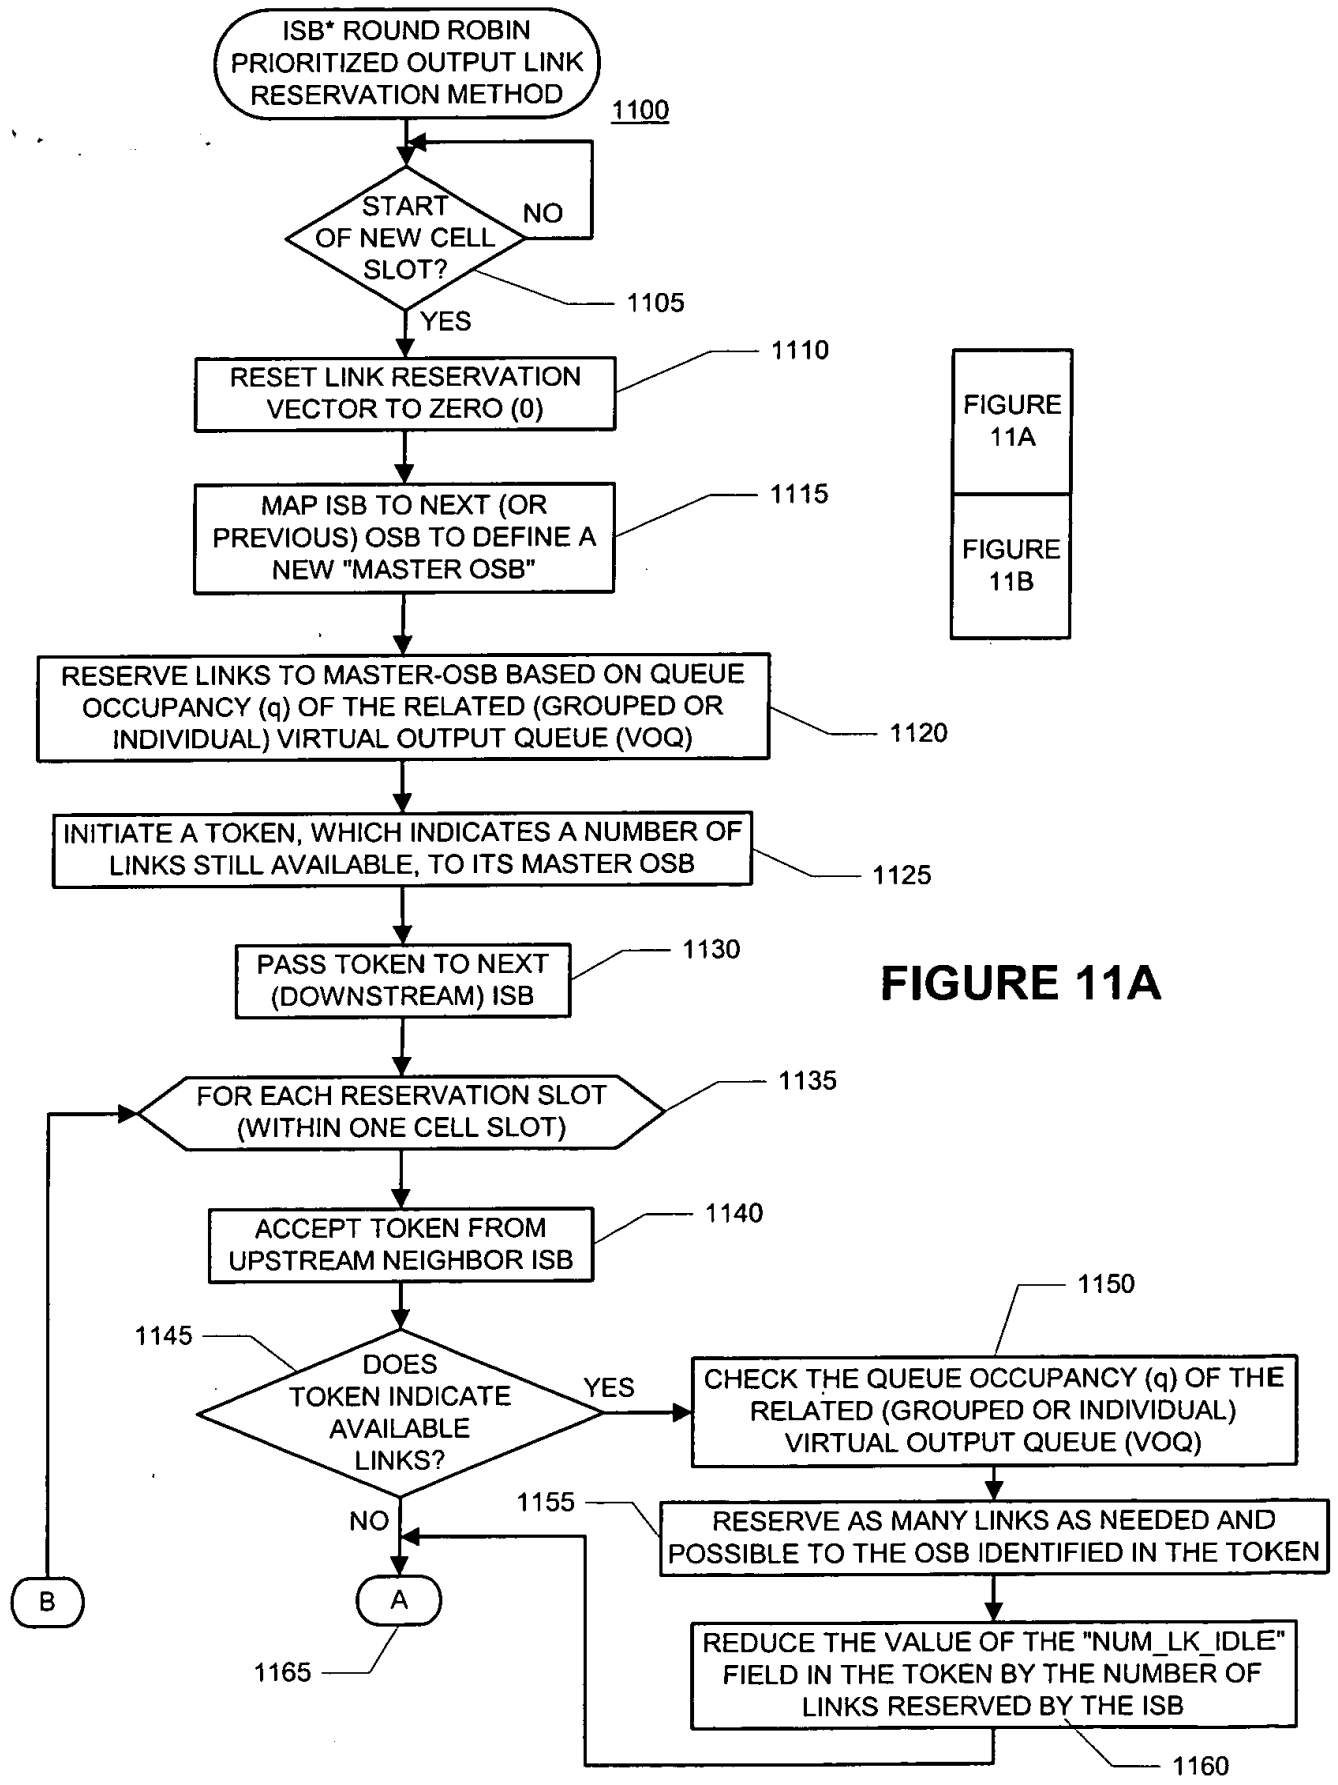 ISB* ROUND ROBIN
PRIORITIZED OUTPUT LINK
RESERVATION METHOD
1100
START
OF NEW CELL
SLOT?
NO
1105
YES
RESET LINK RESERVATION
VECTOR TO ZERO (0)
1110
FIGURE
11A
FIGURE
11B
MAP ISB TO NEXT (OR
PREVIOUS) OSB TO DEFINE A
NEW "MASTER OSB"
1115
RESERVE LINKS TO MASTER-OSB BASED ON QUEUE
OCCUPANCY (q) OF THE RELATED (GROUPED OR
INDIVIDUAL) VIRTUAL OUTPUT QUEUE (VOQ)
1120
INITIATE A TOKEN, WHICH INDICATES A NUMBER OF
LINKS STILL AVAILABLE, TO ITS MASTER OSB
1125
PASS TOKEN TO NEXT
(DOWNSTREAM) ISB
1130
FIGURE 11A
FOR EACH RESERVATION SLOT
(WITHIN ONE CELL SLOT)
1135
ACCEPT TOKEN FROM
UPSTREAM NEIGHBOR ISB
1140
1145
DOES
TOKEN INDICATE
AVAILABLE
LINKS?
YES
NO
1150
CHECK THE QUEUE OCCUPANCY (q) OF THE
RELATED (GROUPED OR INDIVIDUAL)
VIRTUAL OUTPUT QUEUE (VOQ)
1155
RESERVE AS MANY LINKS AS NEEDED AND
POSSIBLE TO THE OSB IDENTIFIED IN THE TOKEN
B
A
1165
REDUCE THE VALUE OF THE "NUM_LK_IDLE"
FIELD IN THE TOKEN BY THE NUMBER OF
LINKS RESERVED BY THE ISB
1160